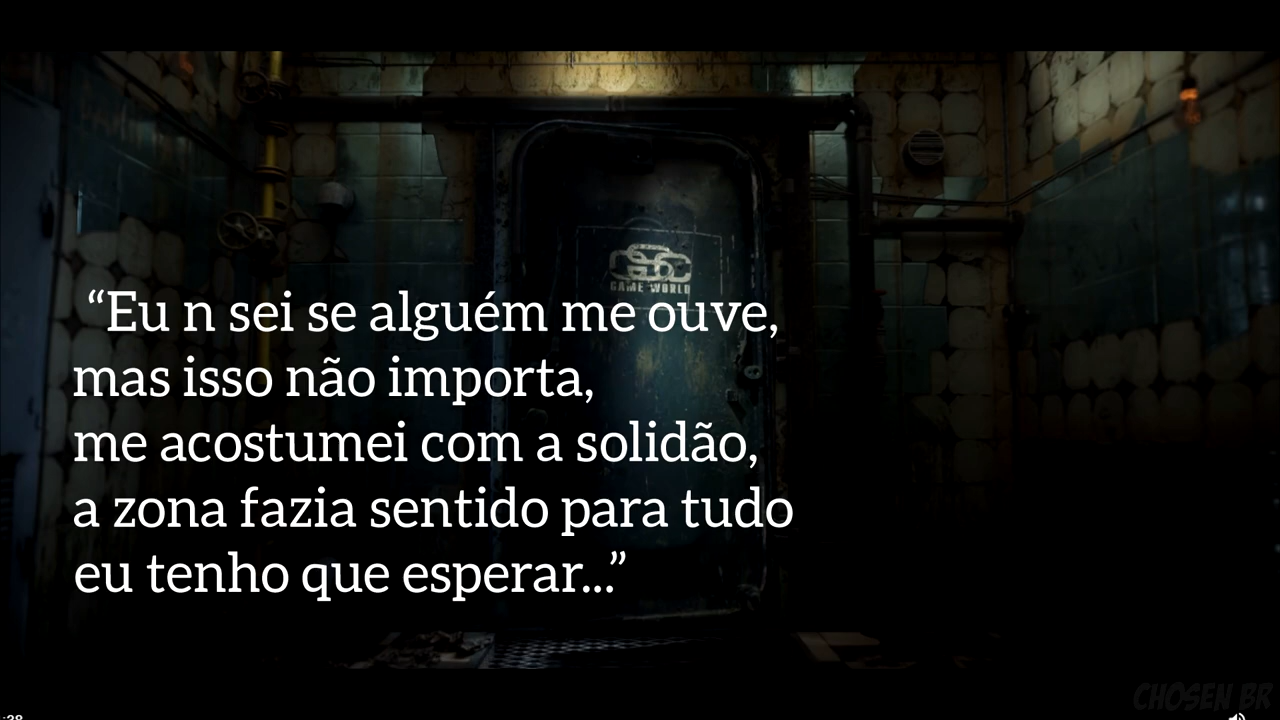 GAME WORLD
“Eu n sei se alguém me ouve,
mas isso não importa,
me acostumei com a solidão,
a zona fazia sentido para tudo
eu tenho que esperar...”
CHOSEN BR
:38